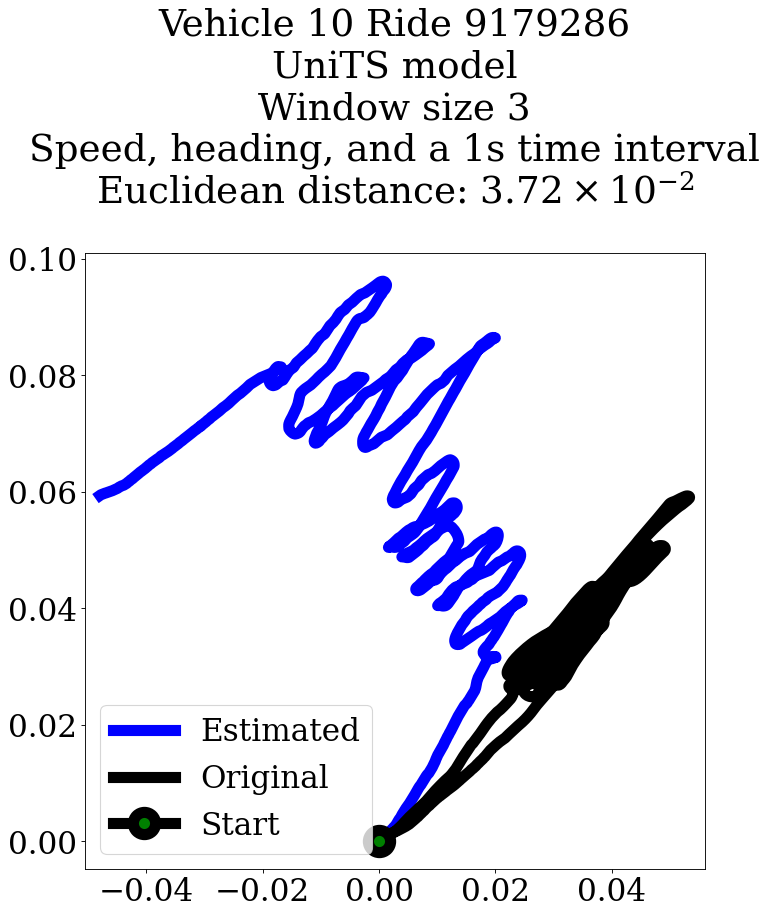 Vehicle 10 Ride 9179286
UniTS model
Window size 3
Speed, heading, and a 1s time interval
Euclidean distance: 3.72 × 10⁻²
0.10
0.08
0.06
0.04
0.02
0.00
Estimated
Original
Start
−0.04 −0.02 0.00 0.02 0.04